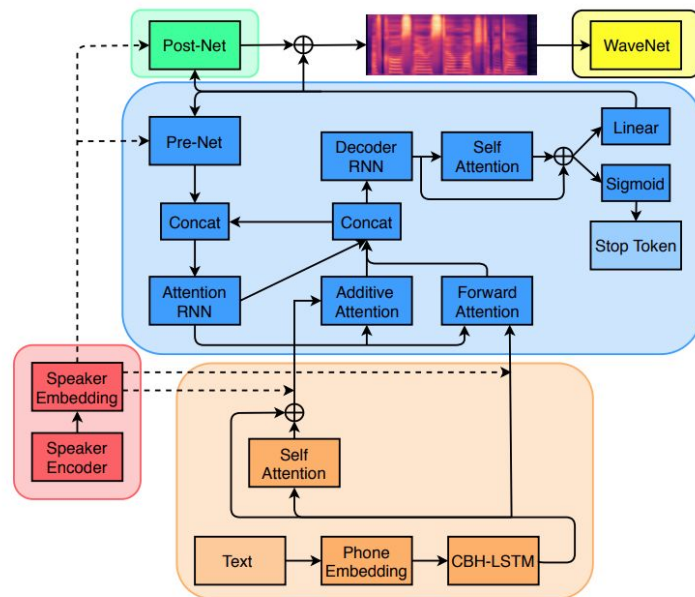 Post-Net
WaveNet
Pre-Net
Decoder
RNN
Self
Attention
Linear
Sigmoid
Concat
Concat
Stop Token
Attention
RNN
Additive
Attention
Forward
Attention
Speaker
Embedding
Speaker
Encoder
Self
Attention
Text
Phone
Embedding
CBH-LSTM